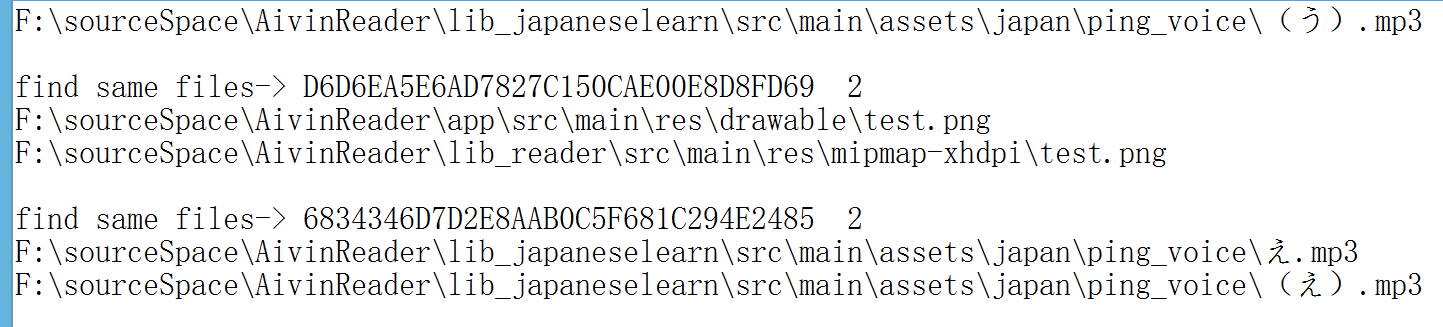 F:\sourceSpace\AivinReader\lib_japaneselearn\src\main\assets\japan\ping_voice\（う）.mp3
find same files-> D6D6EA5E6AD7827C150CAE00E8D8FD69  2
F:\sourceSpace\AivinReader\app\src\main\res\drawable\test.png
F:\sourceSpace\AivinReader\lib_reader\src\main\res\mipmap-xhdpi\test.png
find same files-> 6834346D7D2E8AAB0C5F681C294E2485  2
F:\sourceSpace\AivinReader\lib_japaneselearn\src\main\assets\japan\ping_voice\え.mp3
F:\sourceSpace\AivinReader\lib_japaneselearn\src\main\assets\japan\ping_voice\（え）.mp3